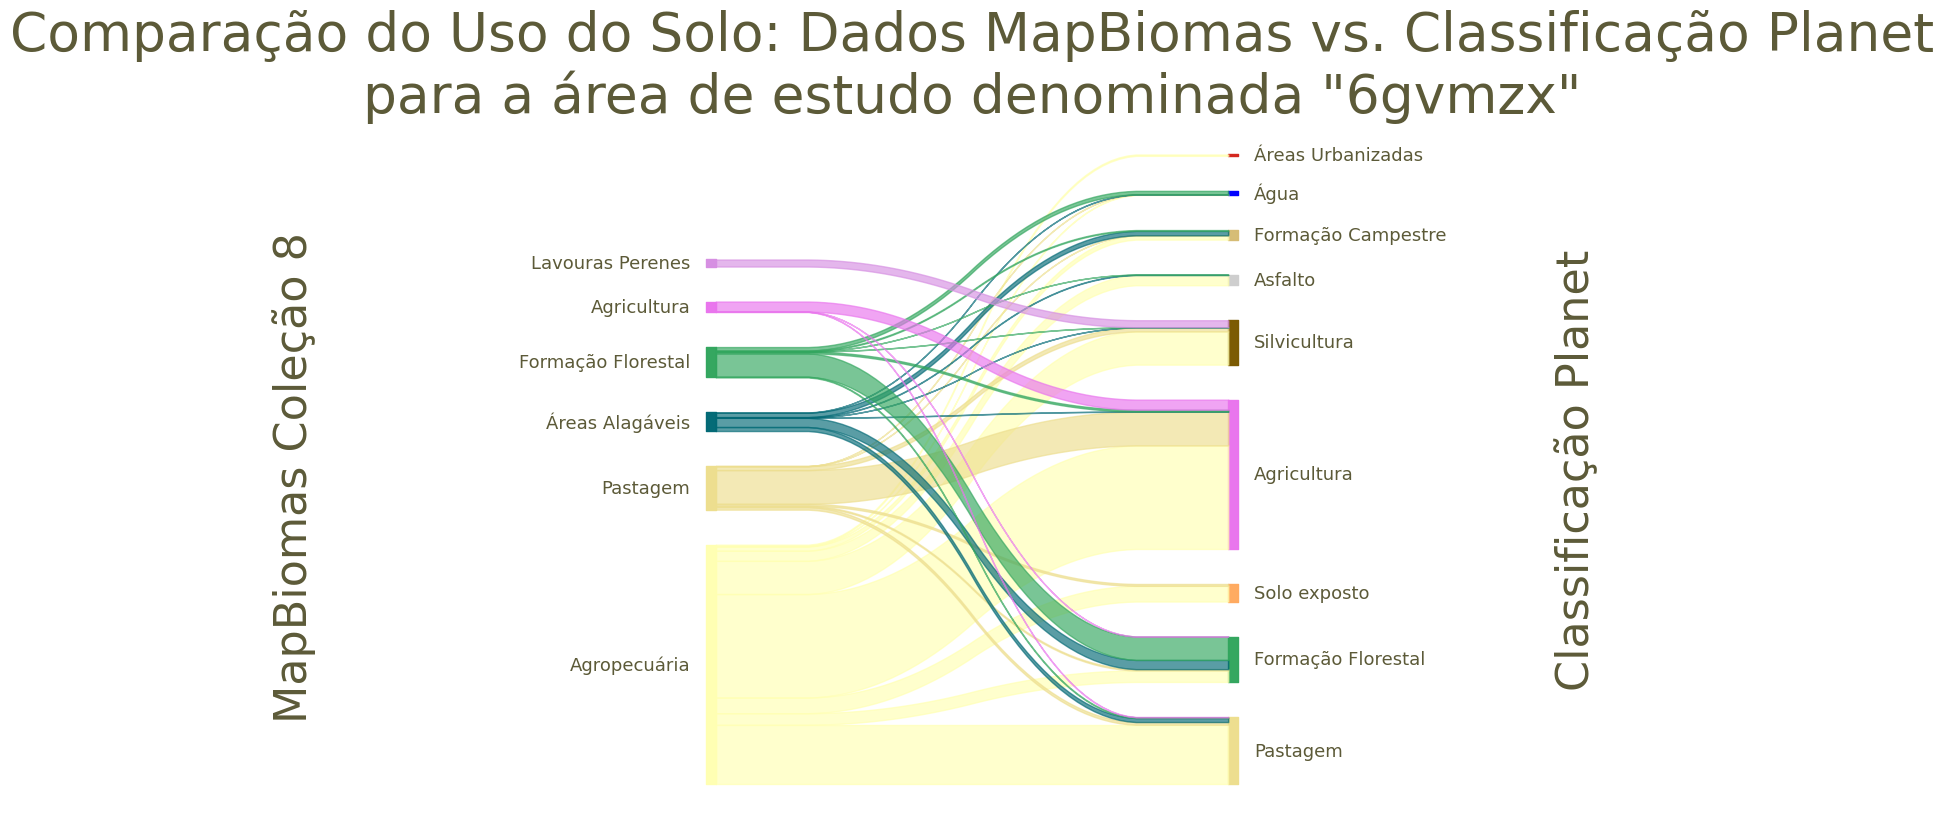 Comparação do Uso do Solo: Dados MapBiomas vs. Classificação Planet
para a área de estudo denominada "6gvmzx"
MapBiomas Coleção 8
Lavouras Perenes
Agricultura
Formação Florestal
Áreas Alagáveis
Pastagem
Agropecuária
Áreas Urbanizadas
Água
Formação Campestre
Asfalto
Silvicultura
Agricultura
Solo exposto
Formação Florestal
Pastagem
Classificação Planet